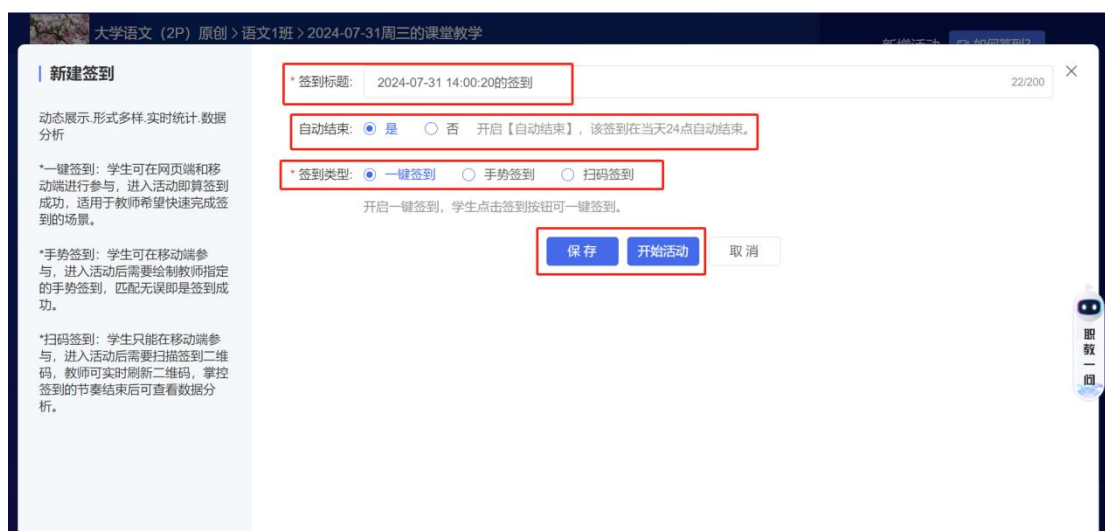 大学语文（2P）原创>语文1班>2024-07-31周三的课堂教学
新增活动 如何签到?
新建签到
动态展示.形式多样.实时统计.数据
分析
*一键签到：学生可在网页端和移
动端进行参与，进入活动即算签到
成功，适用于教师希望快速完成签
到的场景。
*手势签到：学生可在移动端参
与，进入活动后需要绘制教师指定
的手势签到，匹配无误即是签到成
功。
*扫码签到：学生只能在移动端参
与，进入活动后需要扫描签到二维
码，教师可实时刷新二维码，掌控
签到的节奏结束后可查看数据分
析。
* 签到标题: 2024-07-31 14:00:20的签到 22/200
自动结束: 是 否 开启【自动结束】，该签到在当天24点自动结束。
* 签到类型: 一键签到 手势签到 扫码签到
开启一键签到，学生点击签到按钮可一键签到。
保存 开始活动 取消
职教一问